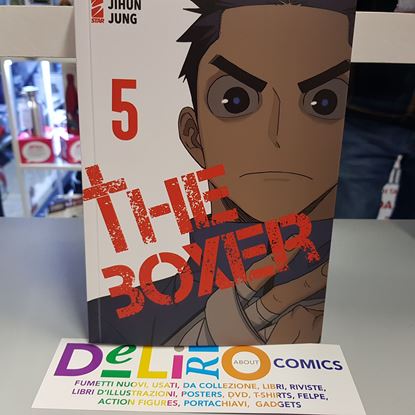 STAR
JIHUN
JUNG
5
THE
BOXER
DeLiRiO ABOUT COMICS
FUMETTI NUOVI, USATI, DA COLLEZIONE, LIBRI, RIVISTE,
LIBRI D'ILLUSTRAZIONI, POSTERS, DVD, T-SHIRTS, FELPE,
ACTION FIGURES, PORTACHIAVI, GADGETS